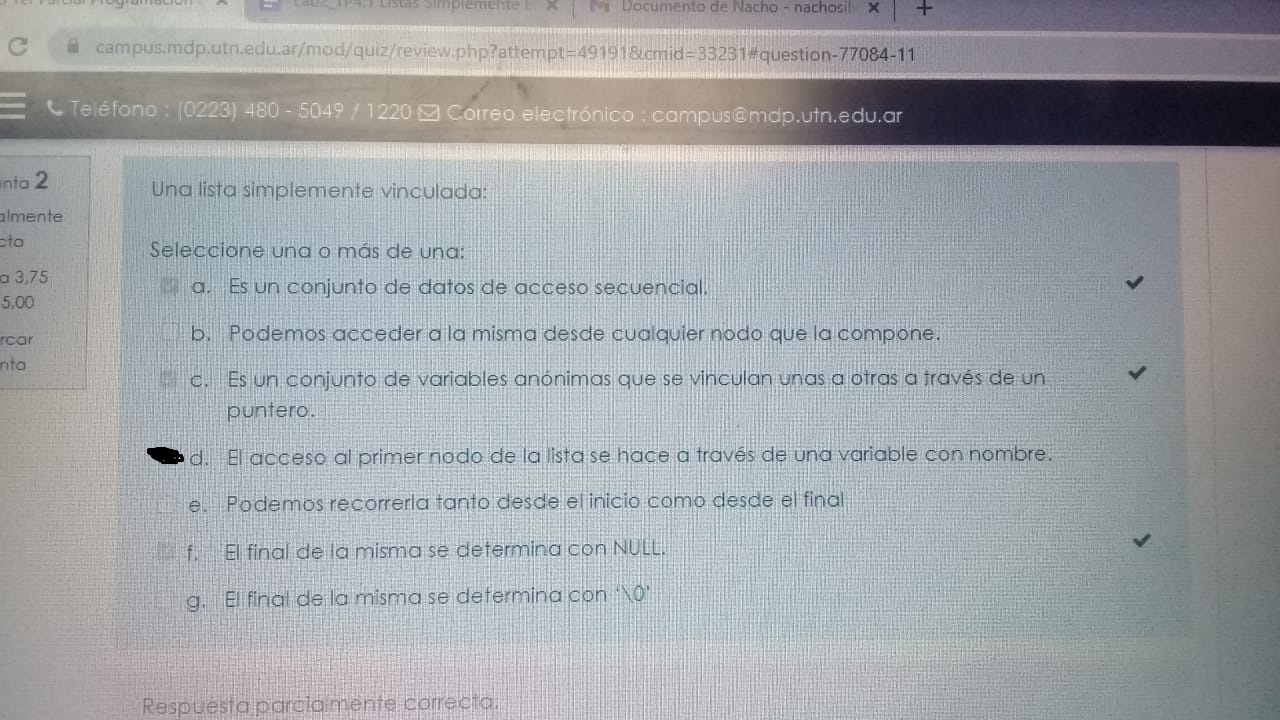 Listas Simplemente
Documento de Nacho - nachosil
campus.mdp.utn.edu.ar/mod/quiz/review.php?attempt=49191&cmid=33231#question-77084-11
Teléfono : (0223) 480 - 5049 / 1220 Correo electrónico : campus@mdp.utn.edu.ar
nta 2
almente
cta
a 3,75
5,00
rcar
nta
Una lista simplemente vinculada:
Seleccione una o más de una:
a. Es un conjunto de datos de acceso secuencial.
b. Podemos acceder a la misma desde cualquier nodo que la compone.
c. Es un conjunto de variables anónimas que se vinculan unas a otras a través de un
puntero.
d. El acceso al primer nodo de la lista se hace a través de una variable con nombre.
e. Podemos recorrerla tanto desde el inicio como desde el final
f. El final de la misma se determina con NULL.
g. El final de la misma se determina con '\0'
Respuesta parcialmente correcta.